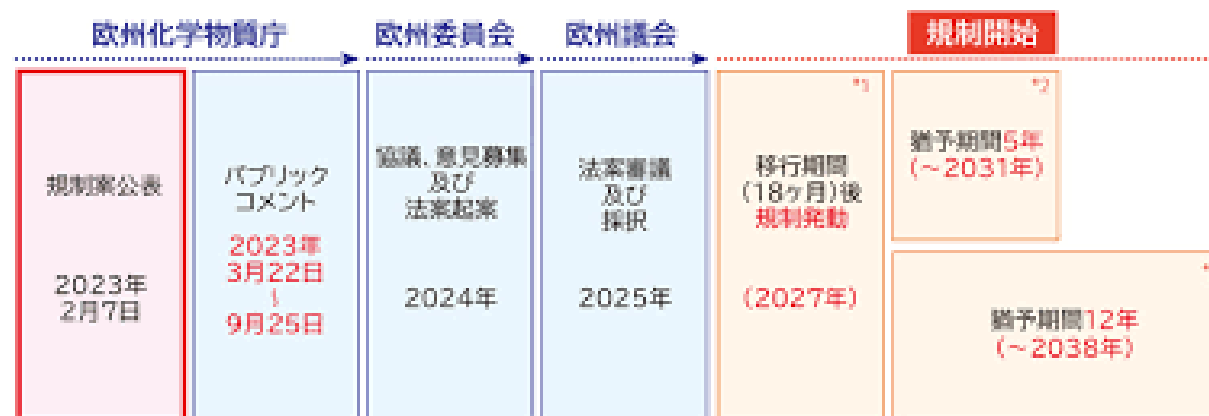 欧州化学物質庁
欧州委員会
欧州議会
規制開始
規制案公表
2023年
2月7日
パブリック
コメント
2023年
3月22日
~
9月25日
協議、意見募集
及び
法案起案
2024年
法案審議
及び
採択
2025年
*1
移行期間
(18ヶ月)後
規制発動
(2027年)
*2
猶予期間5年
(~2031年)
猶予期間12年
(~2038年)